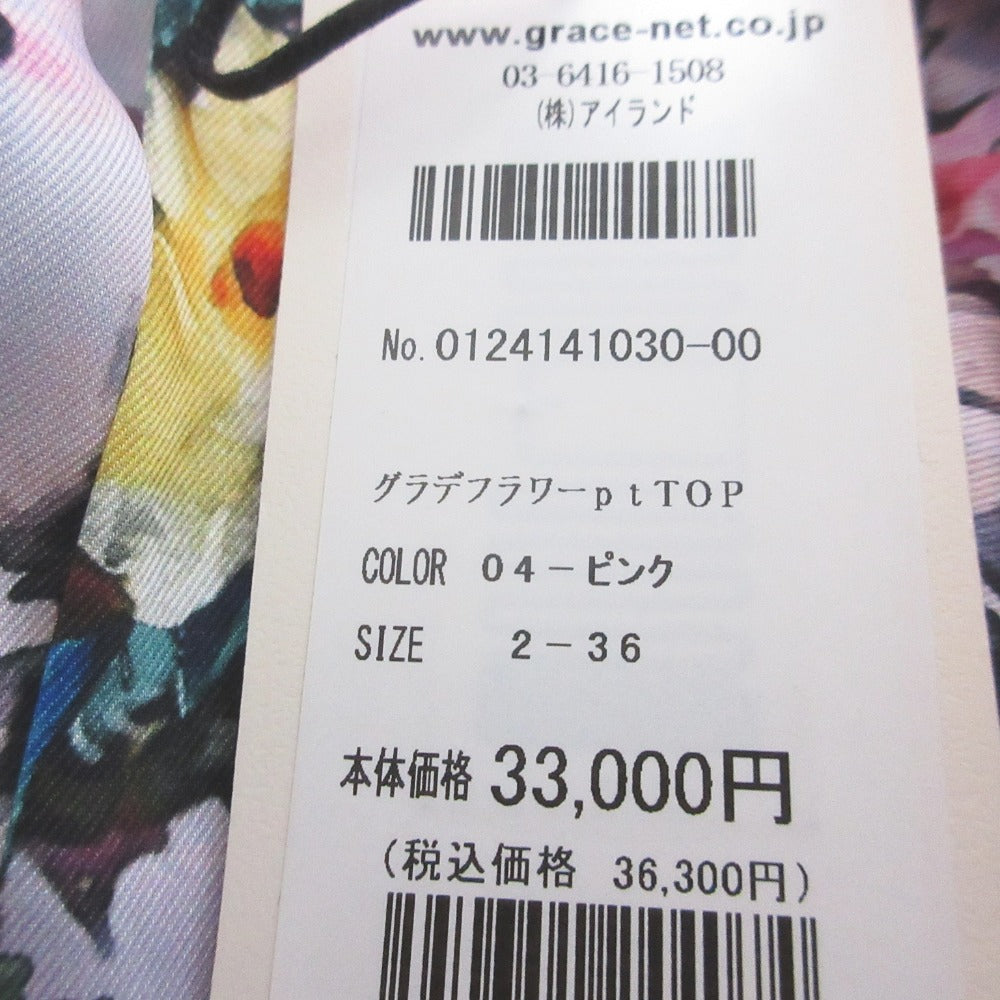 www.grace-net.co.jp
03-6416-1508
(株)アイランド
No. 0124141030-00
グラデフラワーptTOP
COLOR 04-ピンク
SIZE 2-36
本体価格 33,000円
(税込価格 36,300円)